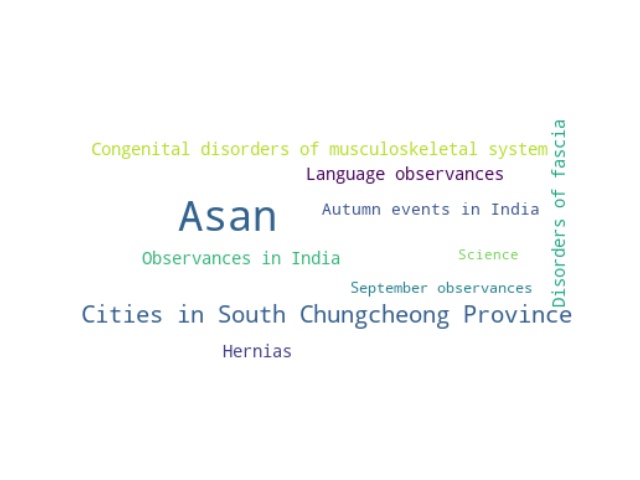 Congenital disorders of musculoskeletal system
Disorders of fascia
Language observances
Asan
Autumn events in India
Observances in India
Science
September observances
Cities in South Chungcheong Province
Hernias